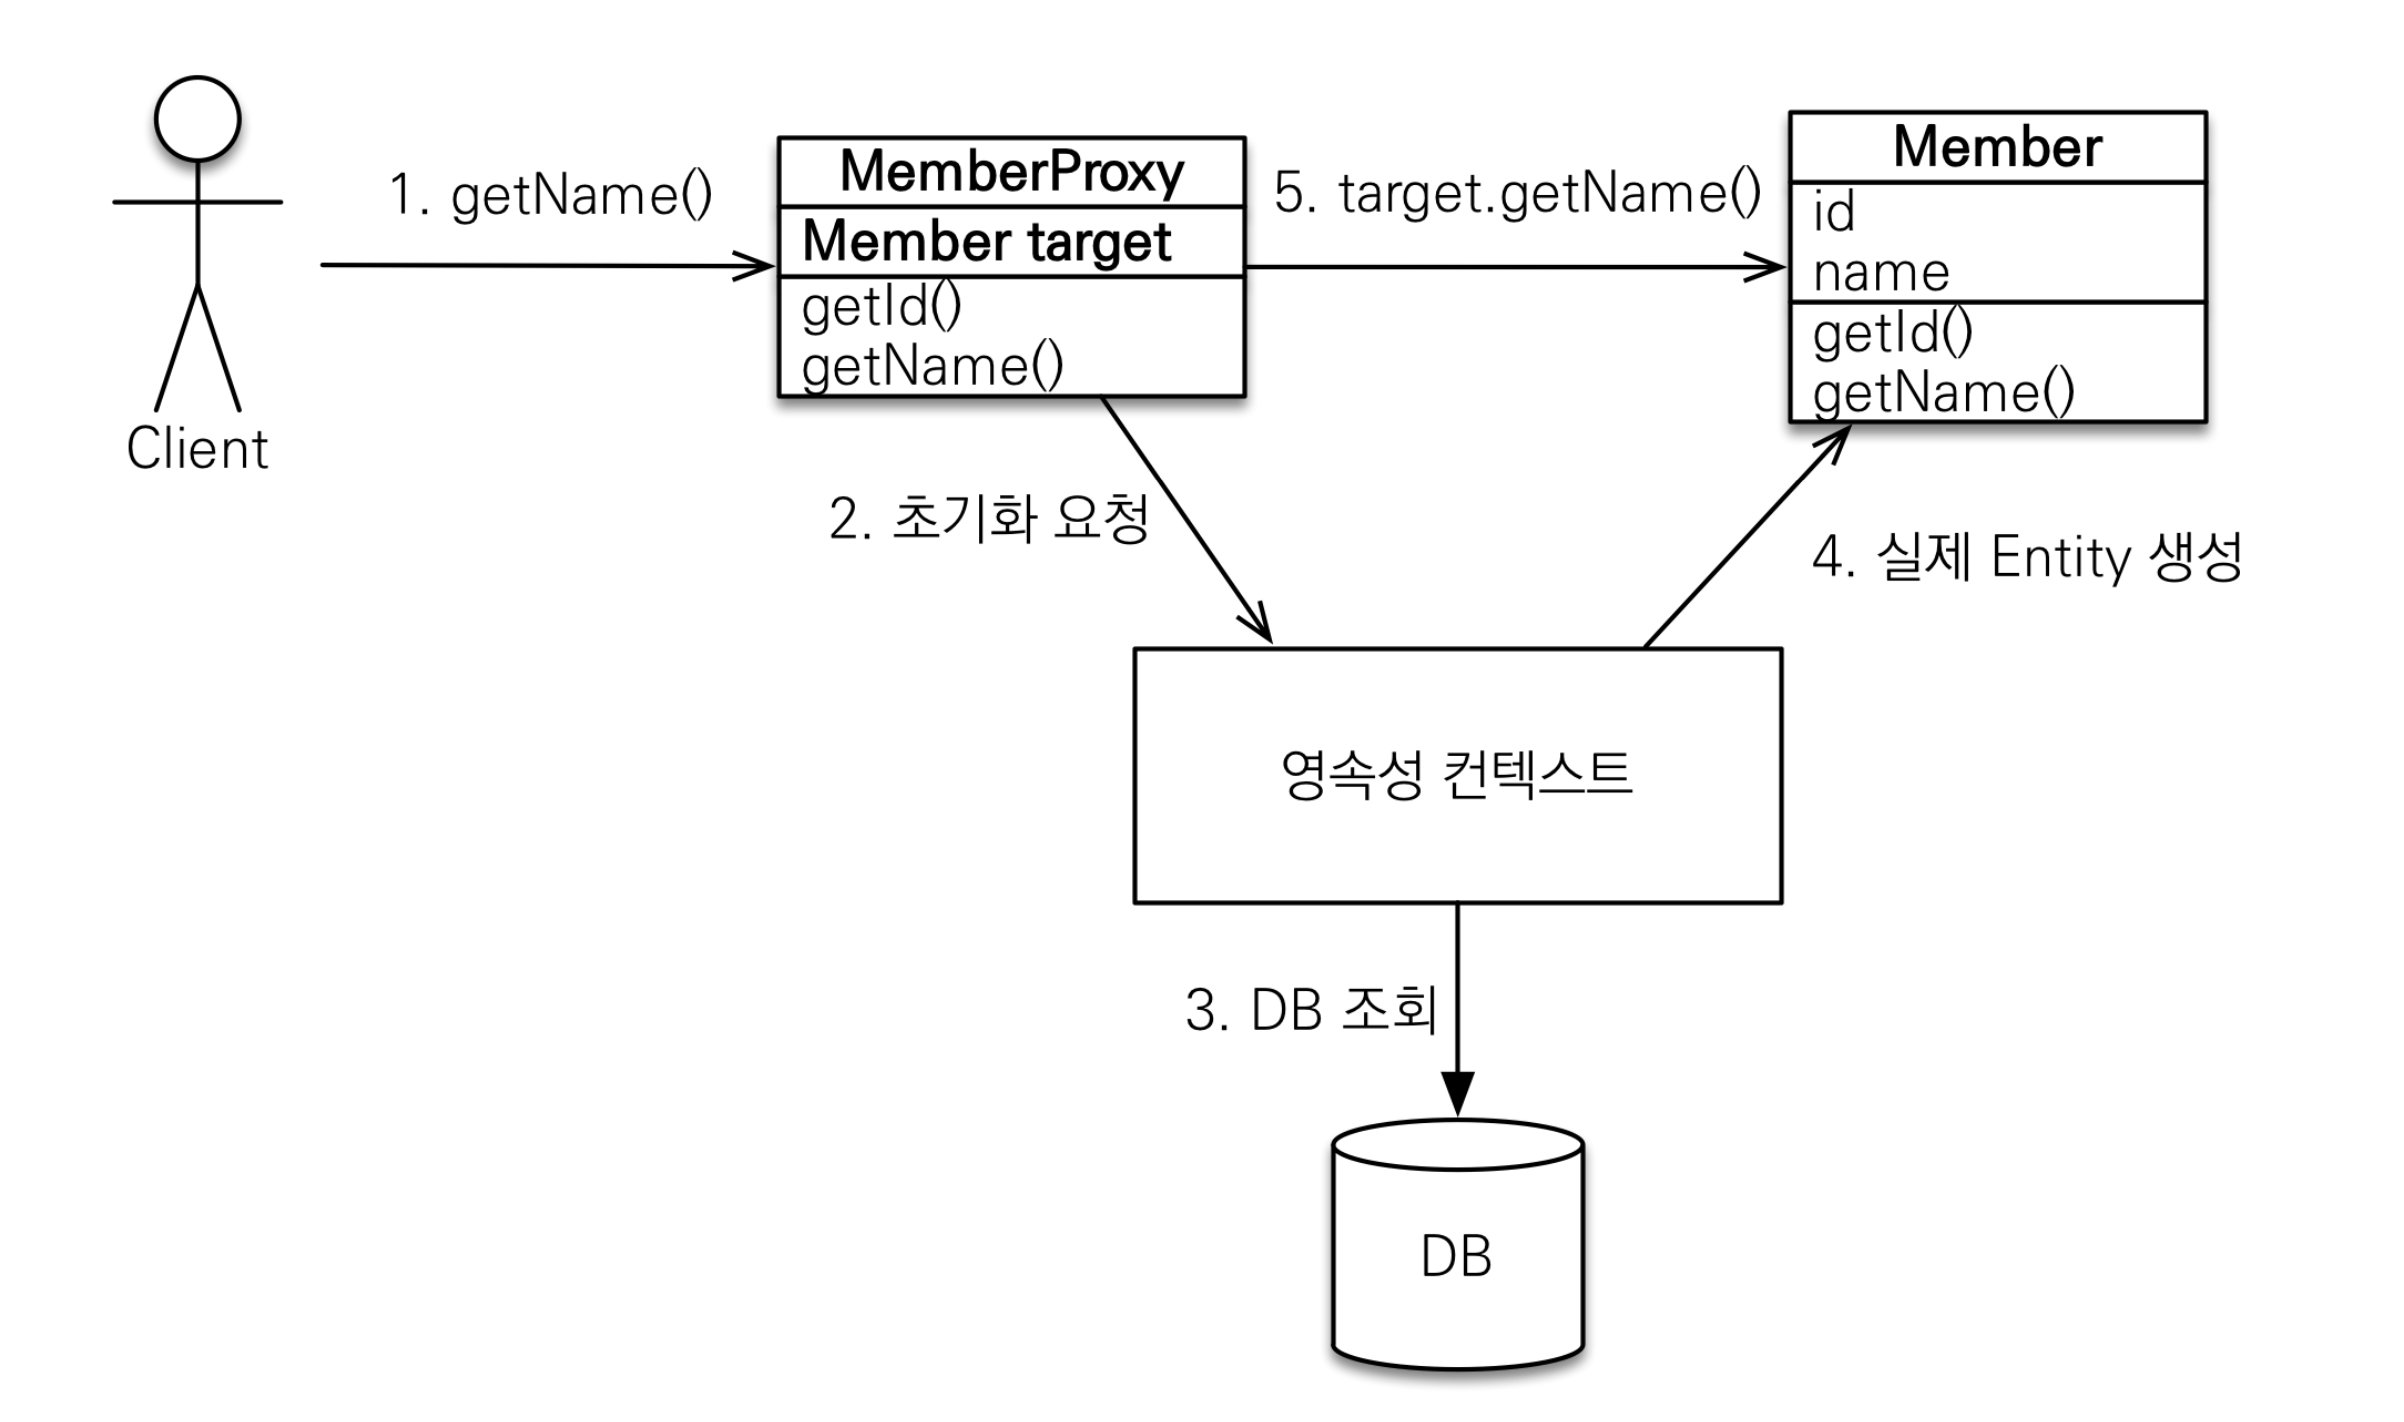 Client
1. getName()
MemberProxy
Member target
getId()
getName()
5. target.getName()
Member
id
name
getId()
getName()
2. 초기화 요청
4. 실제 Entity 생성
영속성 컨텍스트
3. DB 조회
DB